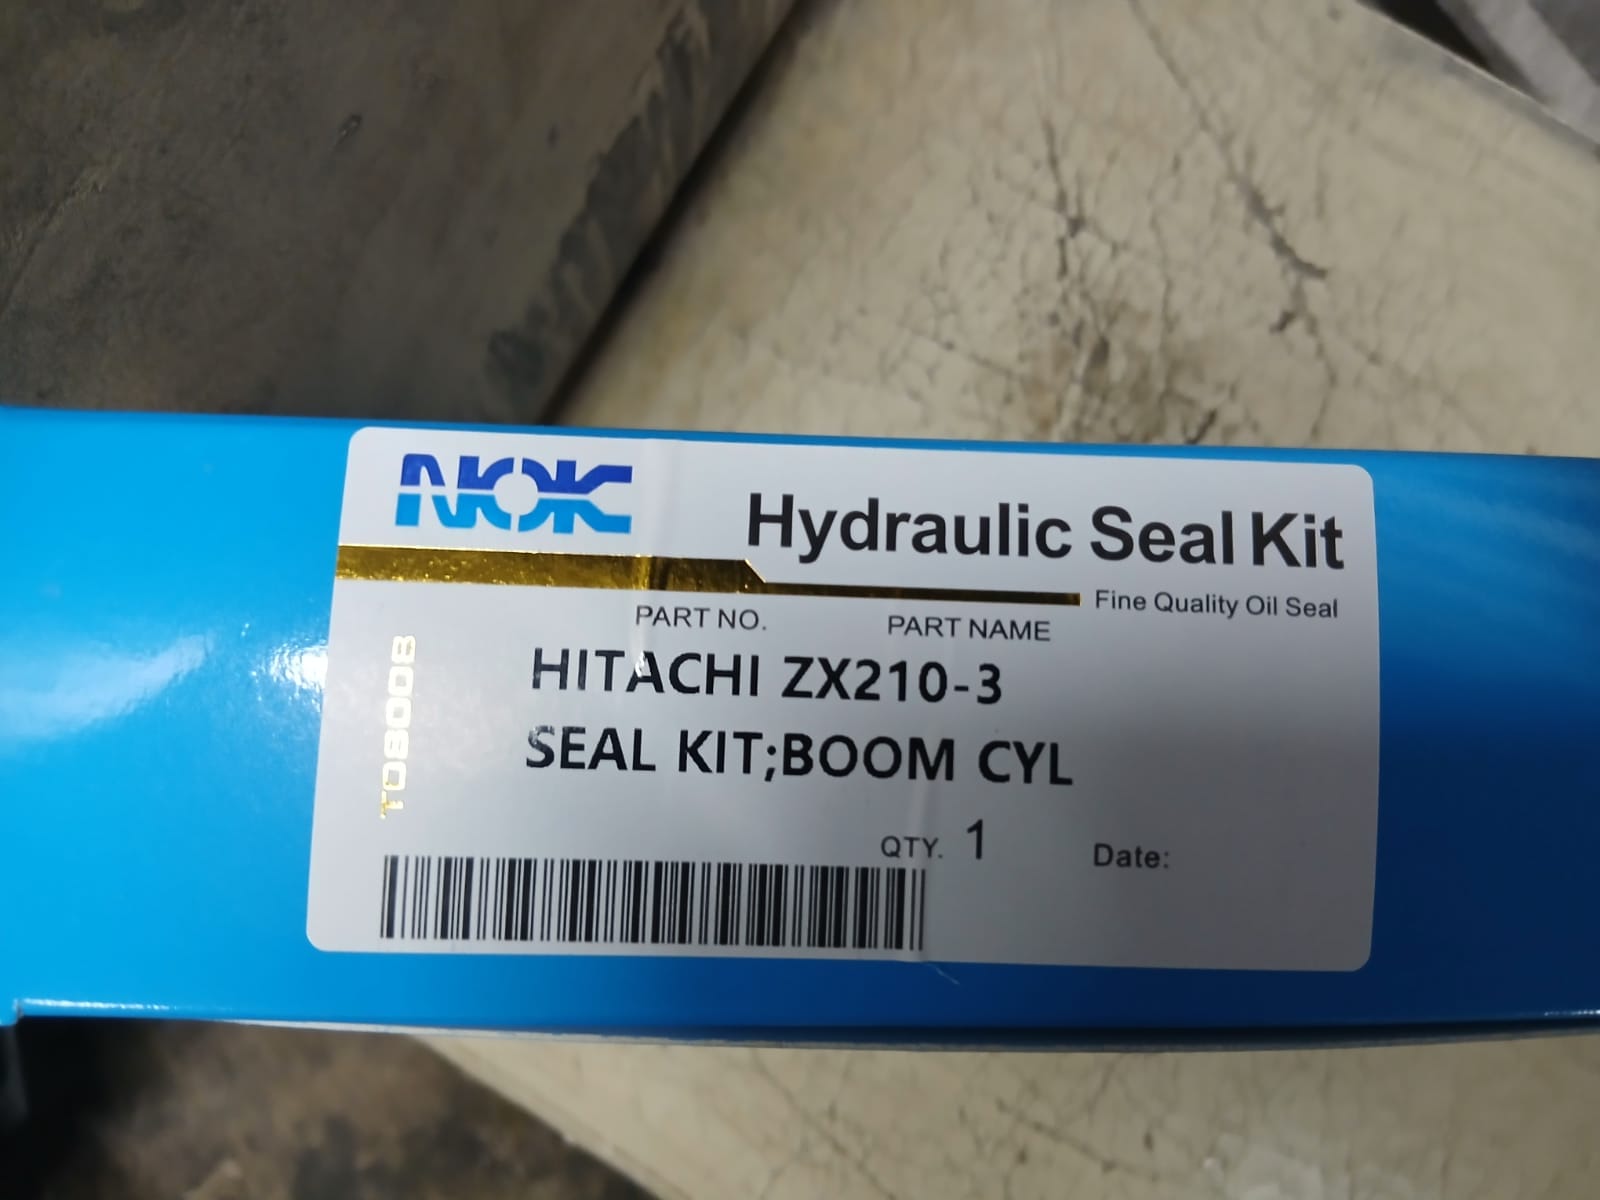 NOK
Hydraulic Seal Kit
Fine Quality Oil Seal
PART NO. PART NAME
HITACHI ZX210-3
SEAL KIT;BOOM CYL
QTY. 1 Date:
T08008